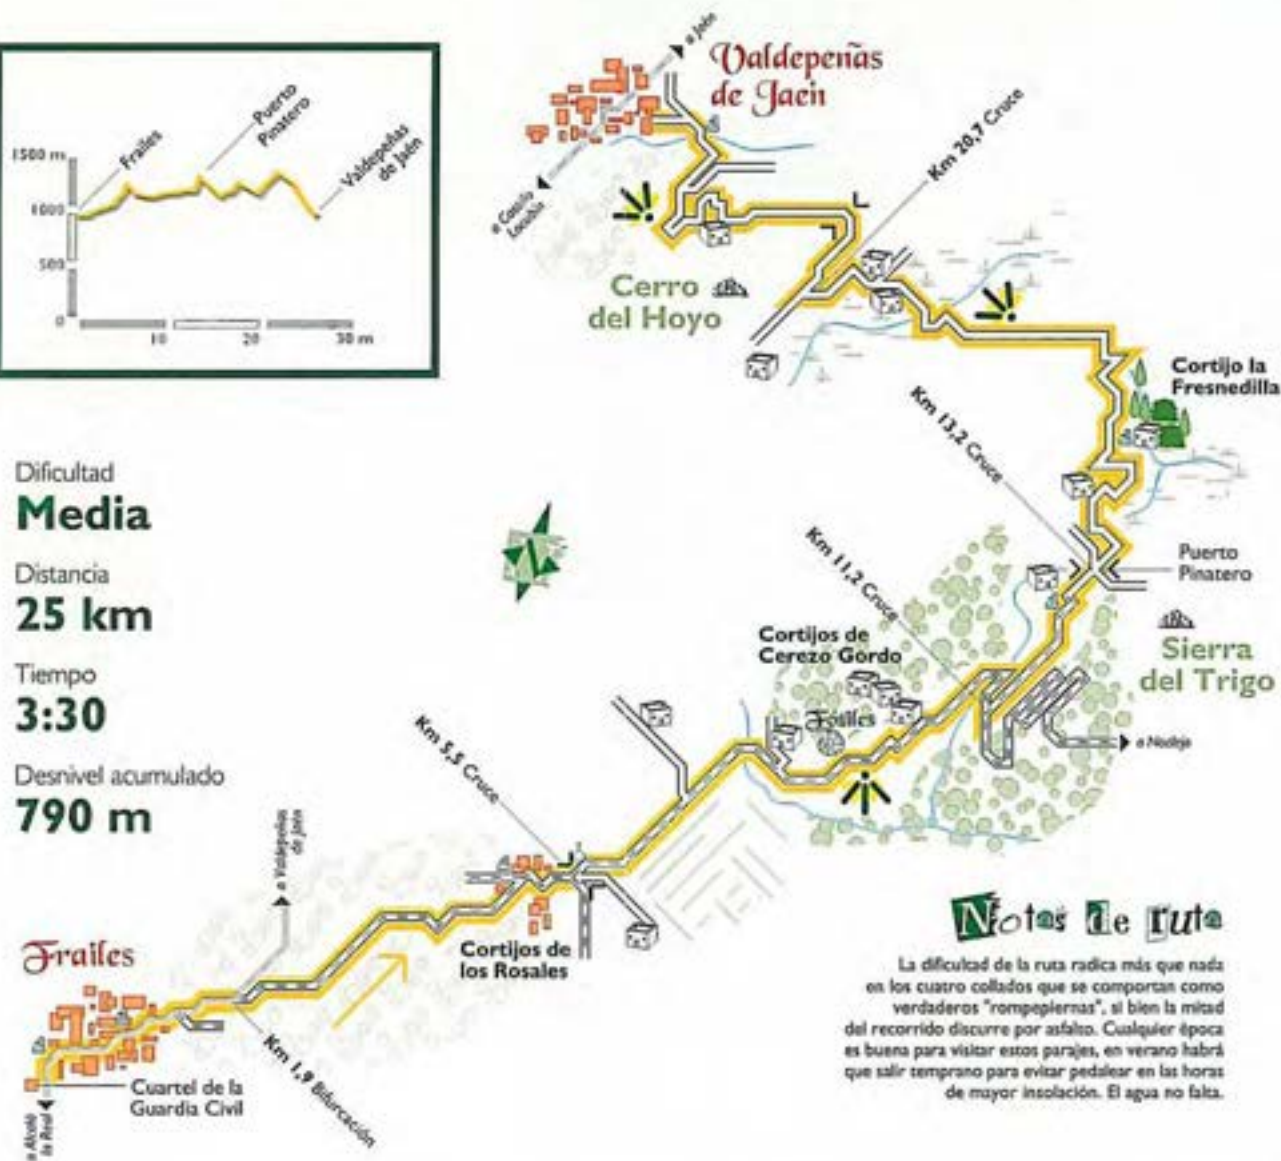 1500 m
1000
500
0
10
20
30 m
Frailes
Puerto
Pinatero
Valdepeñas
de Jaén
a Jaén
Valdepeñas
de Jaén
a Castillo
Locubín
Km 20,7 Cruce
Cerro
del Hoyo
Cortijo la
Fresnedilla
Km 13,2 Cruce
Puerto
Pinatero
Km 11,2 Cruce
Sierra
del Trigo
Cortijos de
Cerezo Gordo
Fósiles
a Noalejo
Dificultad
Media
Distancia
25 km
Tiempo
3:30
Desnivel acumulado
790 m
Km 5,5 Cruce
a Valdepeñas
de Jaén
Cortijos de
los Rosales
Frailes
Km 1,9 Bifurcación
Cuartel de la
Guardia Civil
a Alcalá
la Real
Notas de ruta
La dificultad de la ruta radica más que nada
en los cuatro collados que se comportan como
verdaderos "rompepiernas", si bien la mitad
del recorrido discurre por asfalto. Cualquier época
es buena para visitar estos parajes, en verano habrá
que salir temprano para evitar pedalear en las horas
de mayor insolación. El agua no falta.